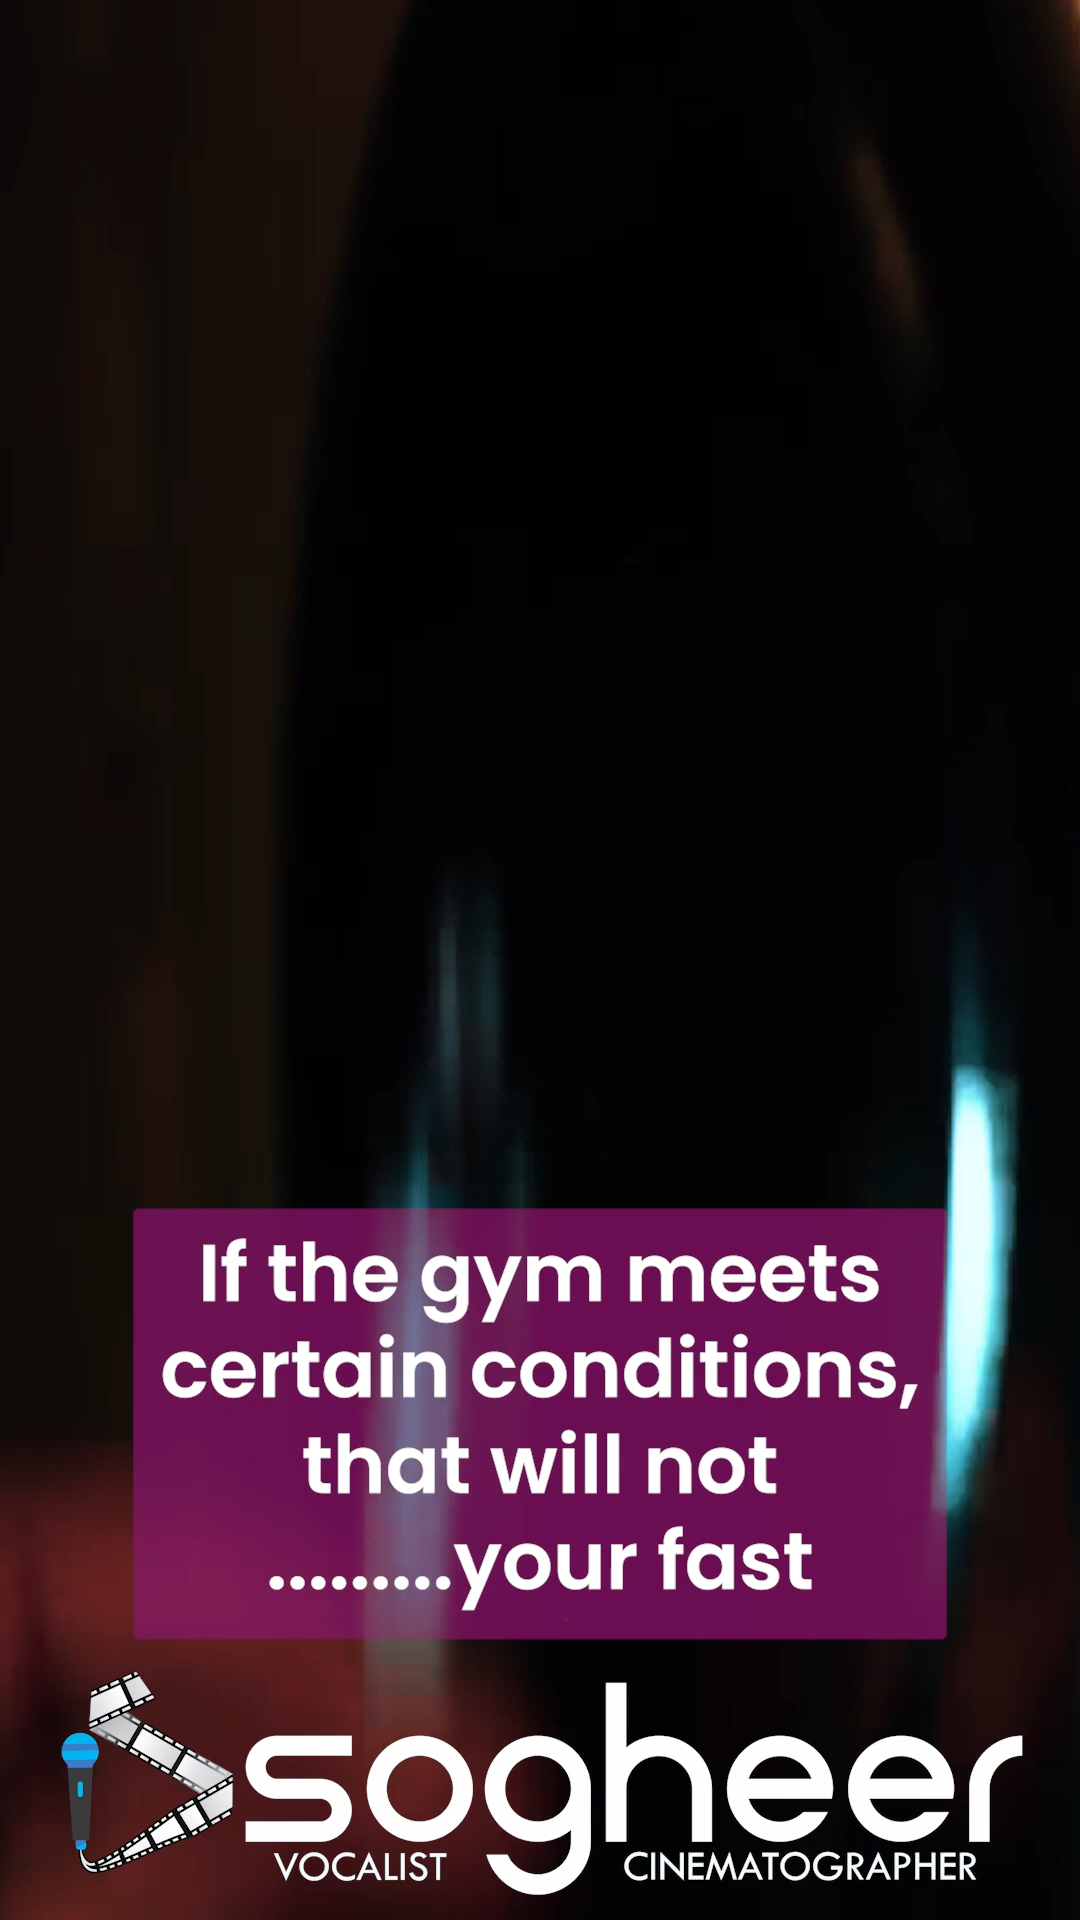 If the gym meets
certain conditions,
that will not
.........your fast
sogheer
VOCALIST CINEMATOGRAPHER